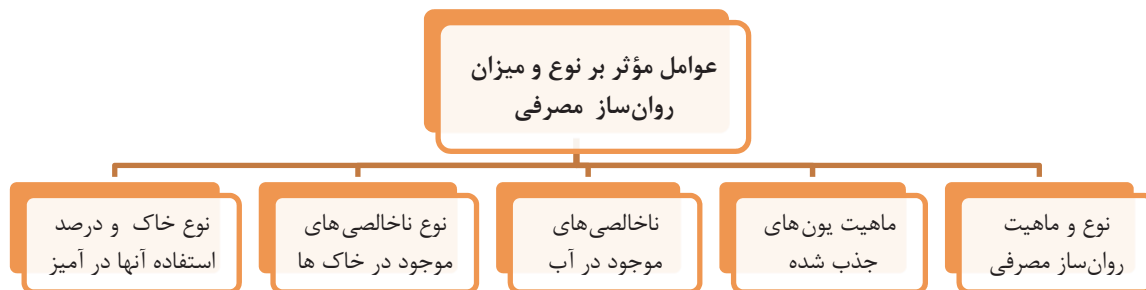 عوامل مؤثر بر نوع و میزان
روان‌ساز مصرفی
نوع و ماهیت
روان‌ساز مصرفی
ماهیت یون‌های
جذب شده
ناخالصی‌های
موجود در آب
نوع ناخالصی‌های
موجود در خاک ها
نوع خاک و درصد
استفاده آنها در آمیز